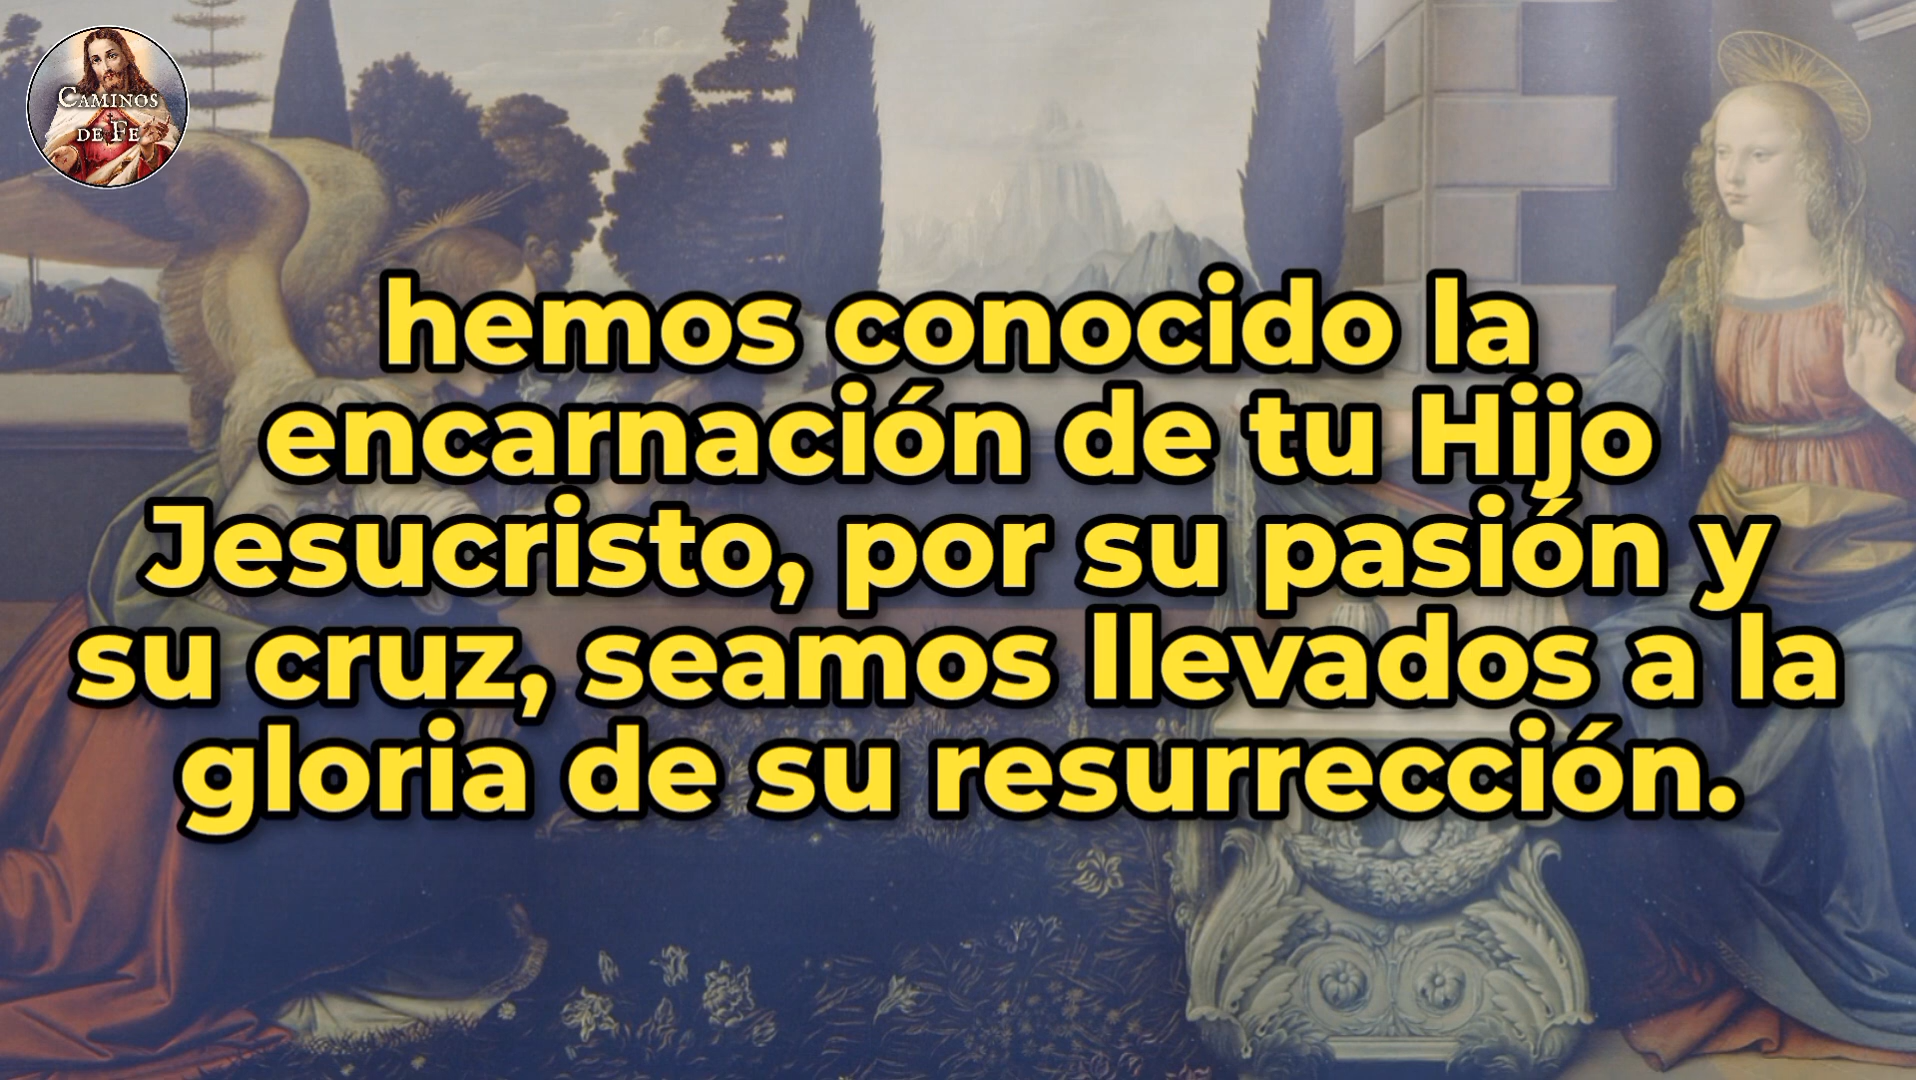 CAMINOS
DE FE
hemos conocido la
encarnación de tu Hijo
Jesucristo, por su pasión y
su cruz, seamos llevados a la
gloria de su resurrección.